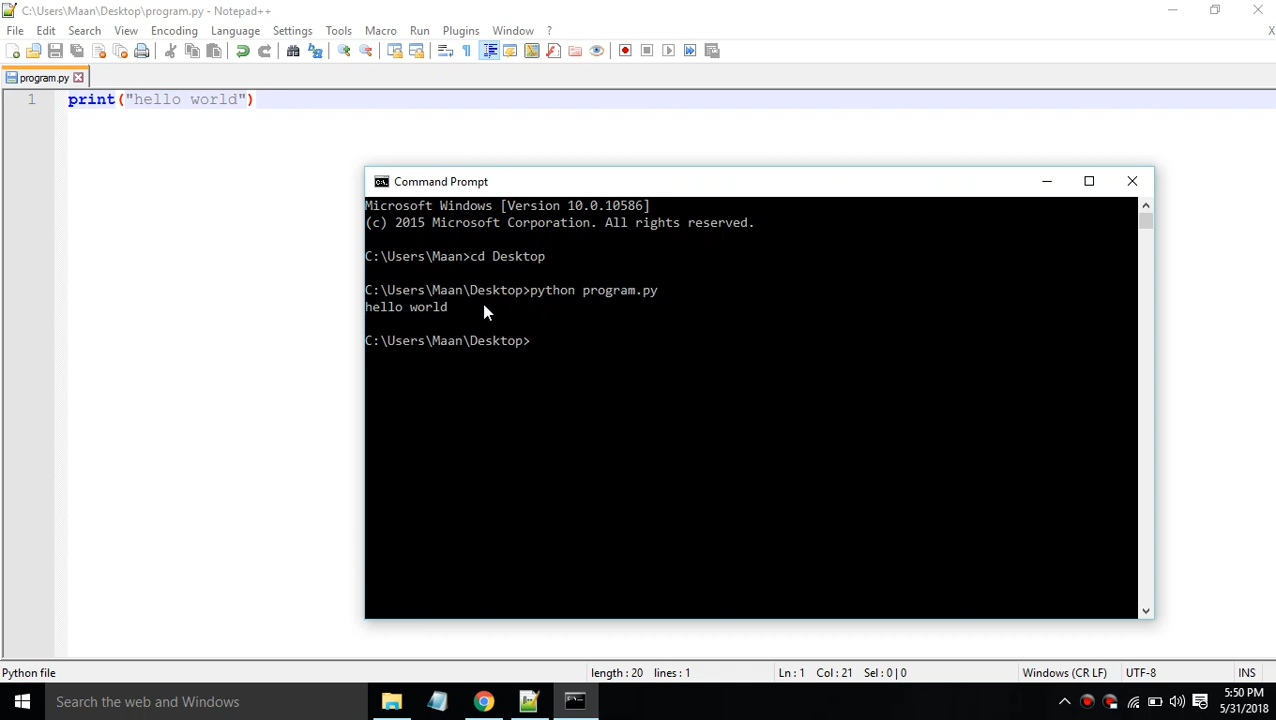 C:\Users\Maan\Desktop\program.py - Notepad++
File Edit Search View Encoding Language Settings Tools Macro Run Plugins Window ? X
program.py
1 print("hello world")
Command Prompt
Microsoft Windows [Version 10.0.10586]
(c) 2015 Microsoft Corporation. All rights reserved.
C:\Users\Maan>cd Desktop
C:\Users\Maan\Desktop>python program.py
hello world
C:\Users\Maan\Desktop>
Python file length : 20 lines : 1 Ln : 1 Col : 21 Sel : 0 | 0 Windows (CR LF) UTF-8 INS
Search the web and Windows
5:50 PM
5/31/2018